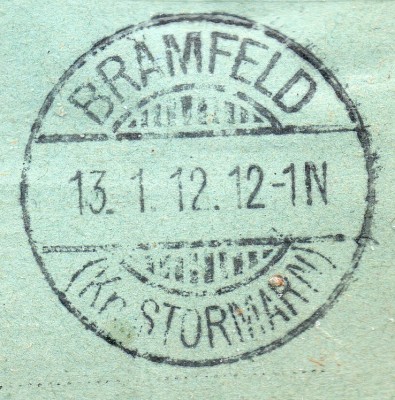 BRAMFELD
13. 1. 12. 12-1N
(Kr. STORMARN)